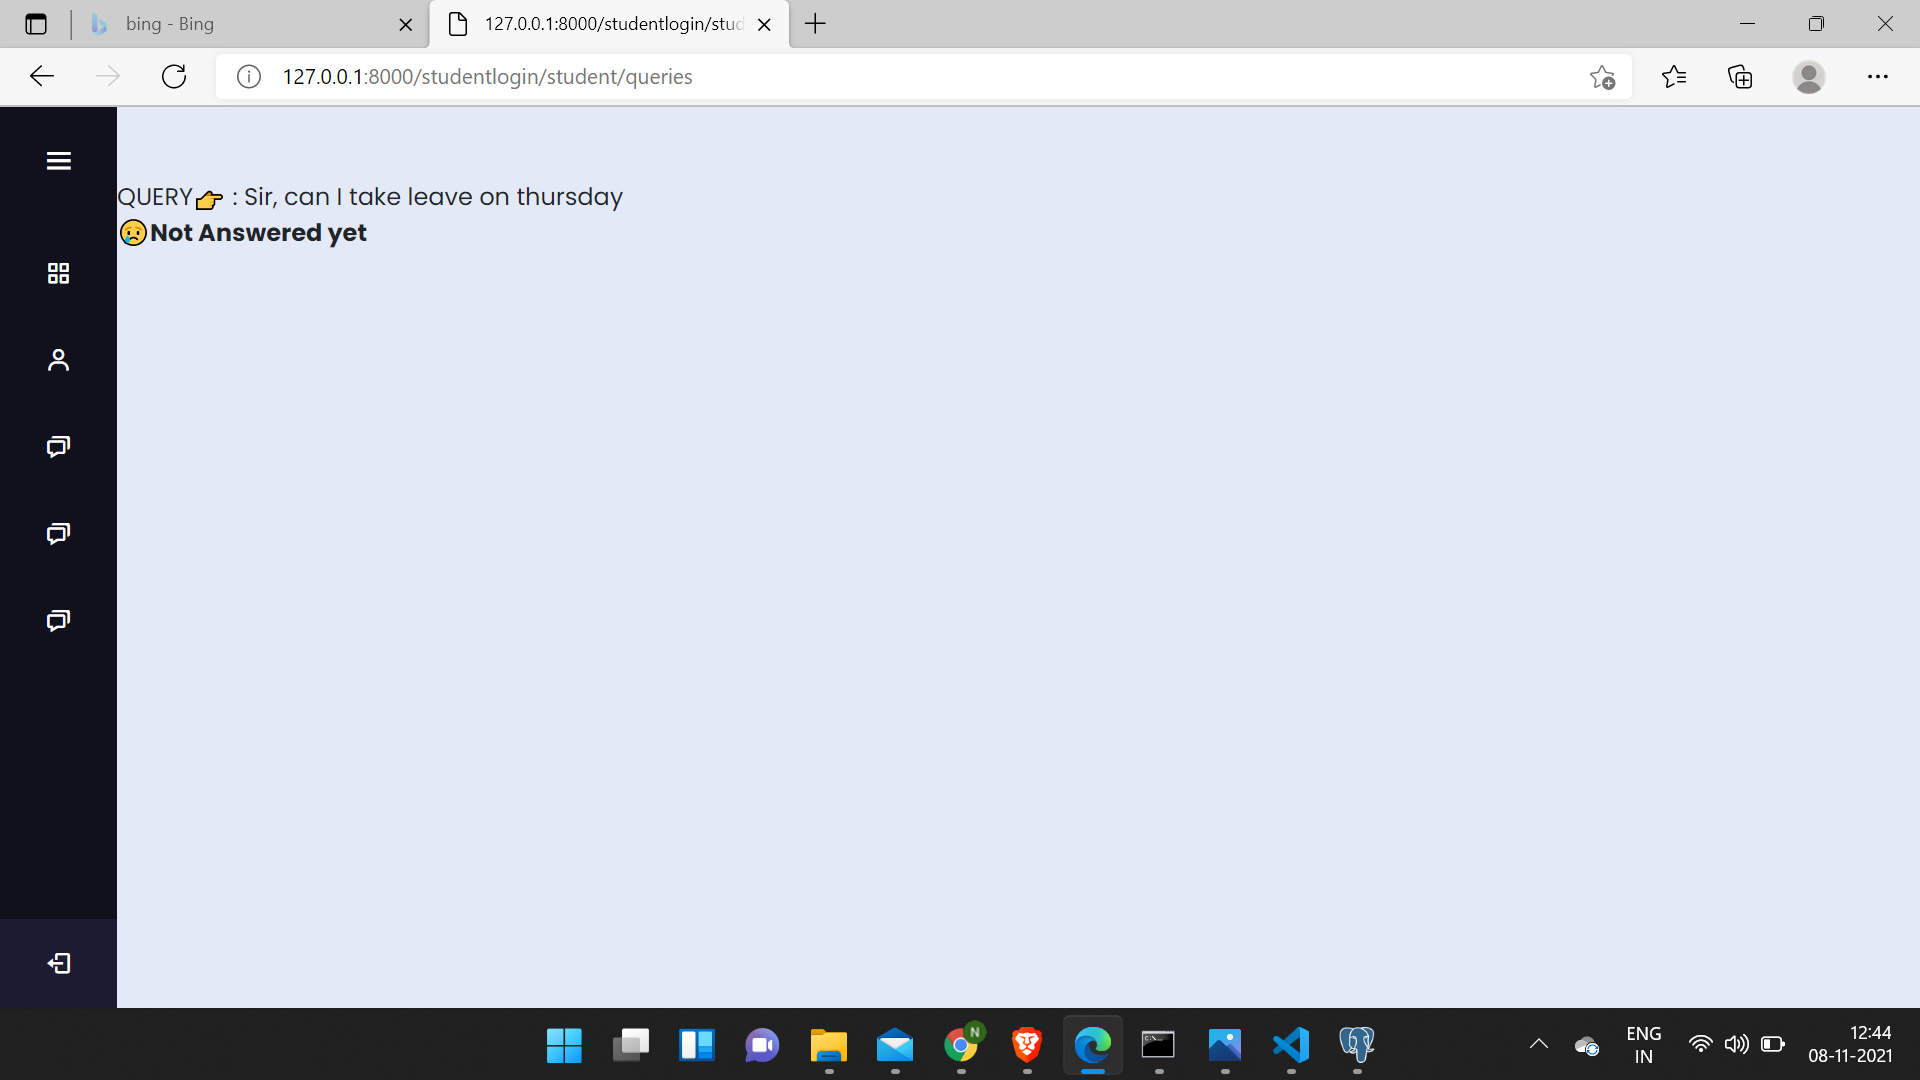 bing - Bing
127.0.0.1:8000/studentlogin/stud
127.0.0.1:8000/studentlogin/student/queries
QUERY👉 : Sir, can I take leave on thursday
😢Not Answered yet
N
ENG
IN
12:44
08-11-2021